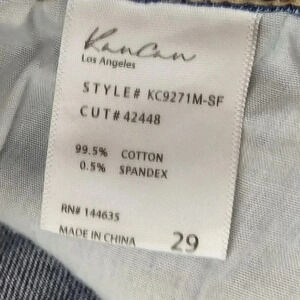 KanCan
Los Angeles
STYLE# KC9271M-SF
CUT# 42448
99.5% COTTON
0.5% SPANDEX
RN# 144635
MADE IN CHINA 29